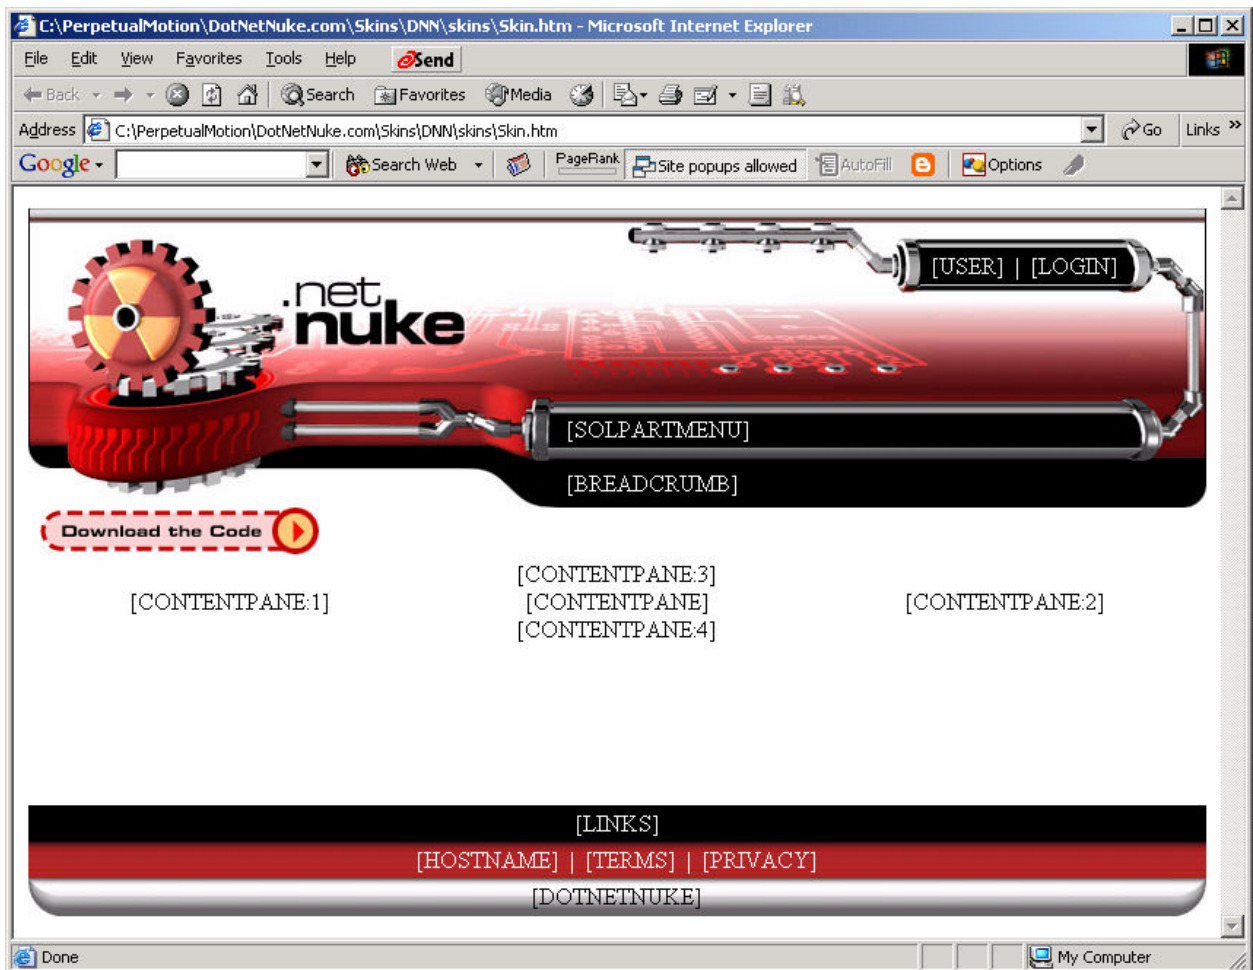 C:\PerpetualMotion\DotNetNuke.com\Skins\DNN\skins\Skin.htm - Microsoft Internet Explorer
File Edit View Favorites Tools Help Send
Back Search Favorites Media
Address C:\PerpetualMotion\DotNetNuke.com\Skins\DNN\skins\Skin.htm Go Links »
Google Search Web PageRank Site popups allowed AutoFill Options
[USER] | [LOGIN]
.net
nuke
[SOLPARTMENU]
[BREADCRUMB]
Download the Code
[CONTENTPANE:3]
[CONTENTPANE:1] [CONTENTPANE] [CONTENTPANE:2]
[CONTENTPANE:4]
[LINKS]
[HOSTNAME] | [TERMS] | [PRIVACY]
[DOTNETNUKE]
Done My Computer